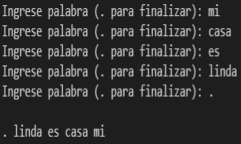 Ingrese palabra (. para finalizar): mi
Ingrese palabra (. para finalizar): casa
Ingrese palabra (. para finalizar): es
Ingrese palabra (. para finalizar): linda
Ingrese palabra (. para finalizar): .
. linda es casa mi